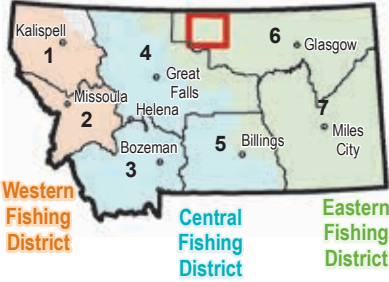 Kalispell
1
4
6
Glasgow
Great
Falls
Missoula
Helena
2
7
Miles
City
Bozeman
3
5
Billings
Western
Fishing
District
Central
Fishing
District
Eastern
Fishing
District